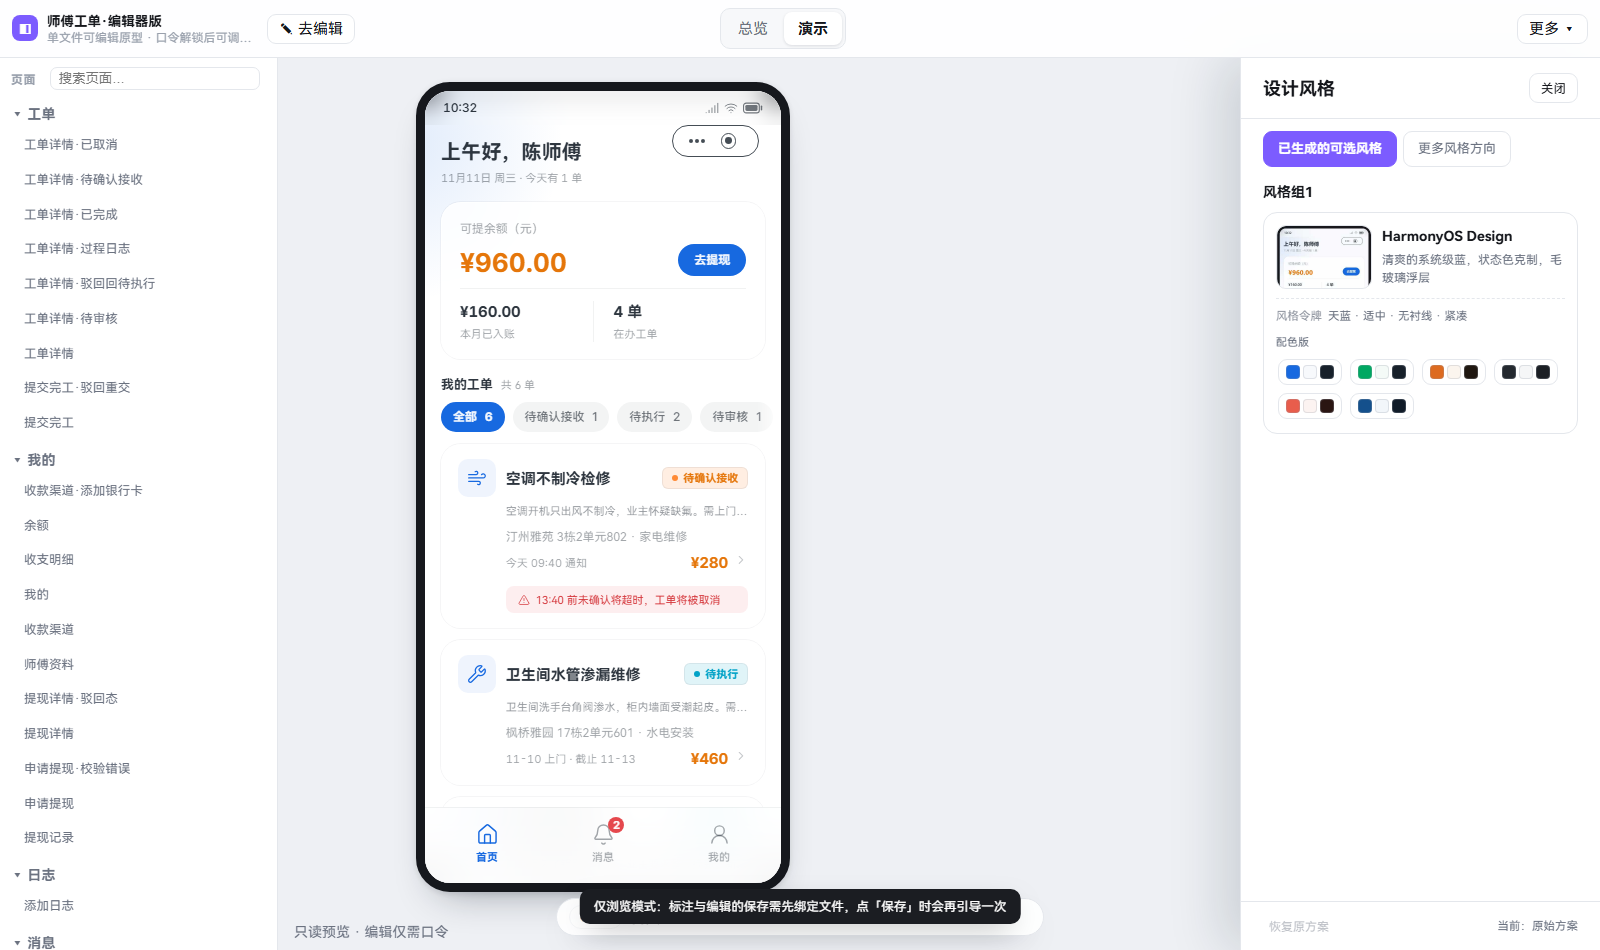 师傅工单·编辑器版
单文件可编辑原型 · 口令解锁后可调…
去编辑
总览
演示
更多
页面
搜索页面…
工单
工单详情·已取消
工单详情·待确认接收
工单详情·已完成
工单详情·过程日志
工单详情·驳回回待执行
工单详情·待审核
工单详情
提交完工·驳回重交
提交完工
我的
收款渠道·添加银行卡
余额
收支明细
我的
收款渠道
师傅资料
提现详情·驳回态
提现详情
申请提现·校验错误
申请提现
提现记录
日志
添加日志
消息
10:32
上午好，陈师傅
11月11日 周三 · 今天有 1 单
可提余额（元）
¥960.00
去提现
¥160.00
本月已入账
4 单
在办工单
我的工单 共 6 单
全部 6
待确认接收 1
待执行 2
待审核 1
空调不制冷检修
待确认接收
空调开机只出风不制冷，业主怀疑缺氟。需上门…
汀州雅苑 3栋2单元802 · 家电维修
今天 09:40 通知
¥280
13:40 前未确认将超时，工单将被取消
卫生间水管渗漏维修
待执行
卫生间洗手台角阀渗水，柜内墙面受潮起皮。需…
枫桥雅园 17栋2单元601 · 水电安装
11-10 上门 · 截止 11-13
¥460
首页
2
消息
我的
只读预览 · 编辑仅需口令
仅浏览模式：标注与编辑的保存需先绑定文件，点「保存」时会再引导一次
设计风格
关闭
已生成的可选风格
更多风格方向
风格组1
HarmonyOS Design
清爽的系统级蓝，状态色克制，毛
玻璃浮层
风格令牌 天蓝 · 适中 · 无衬线 · 紧凑
配色版
恢复原方案
当前：原始方案